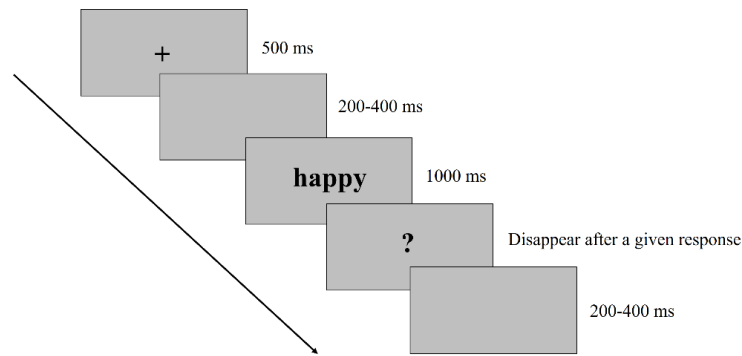 +
500 ms
200-400 ms
happy
1000 ms
?
Disappear after a given response
200-400 ms